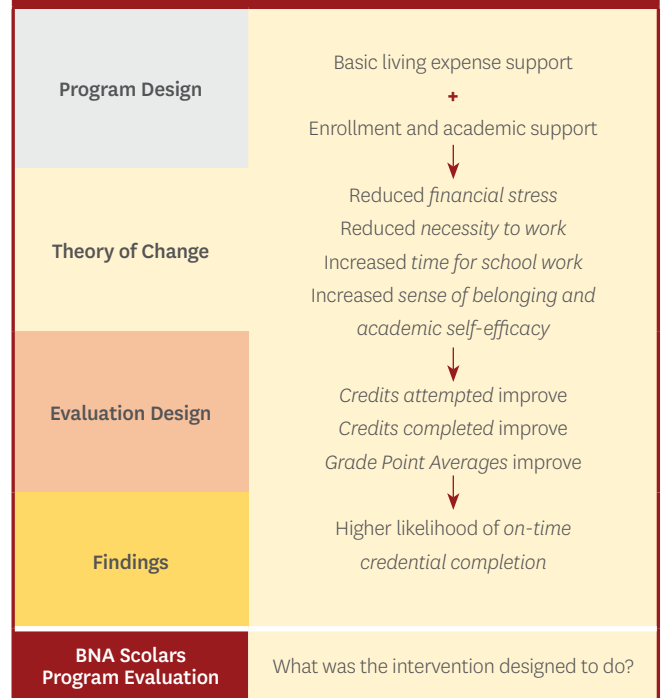 Program Design
Basic living expense support
+
Enrollment and academic support
Theory of Change
Reduced financial stress
Reduced necessity to work
Increased time for school work
Increased sense of belonging and
academic self-efficacy
Evaluation Design
Credits attempted improve
Credits completed improve
Grade Point Averages improve
Findings
Higher likelihood of on-time
credential completion
BNA Scolars
Program Evaluation
What was the intervention designed to do?